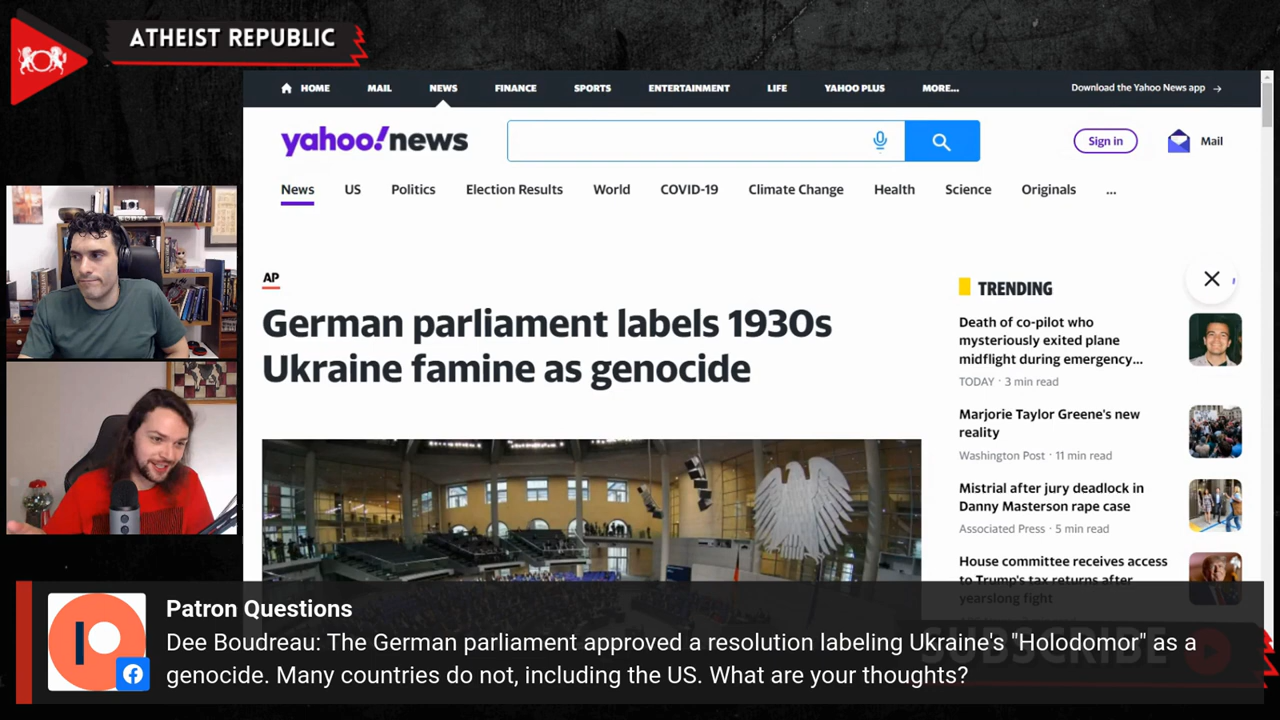 ATHEIST REPUBLIC
HOME MAIL NEWS FINANCE SPORTS ENTERTAINMENT LIFE YAHOO PLUS MORE... Download the Yahoo News app →
yahoo!news
Sign in
Mail
News US Politics Election Results World COVID-19 Climate Change Health Science Originals ...
AP
German parliament labels 1930s
Ukraine famine as genocide
TRENDING
Death of co-pilot who
mysteriously exited plane
midflight during emergency...
TODAY · 3 min read
Marjorie Taylor Greene's new
reality
Washington Post · 11 min read
Mistrial after jury deadlock in
Danny Masterson rape case
Associated Press · 5 min read
House committee receives access
to Trump's tax returns after
yearslong fight
SUBSCRIBE
Patron Questions
Dee Boudreau: The German parliament approved a resolution labeling Ukraine's "Holodomor" as a
genocide. Many countries do not, including the US. What are your thoughts?